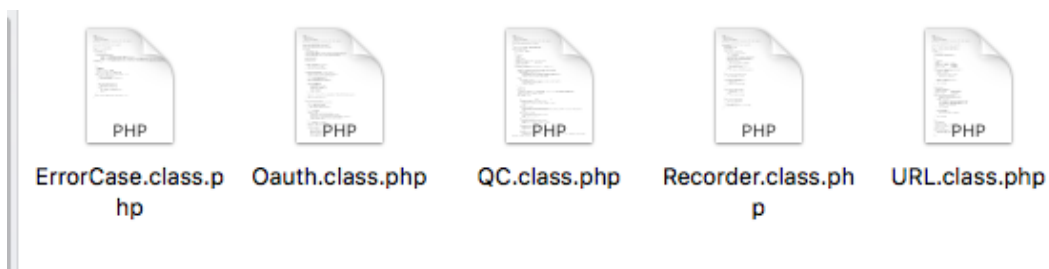 PHP PHP PHP PHP PHP
ErrorCase.class.p Oauth.class.php QC.class.php Recorder.class.ph URL.class.php
hp p